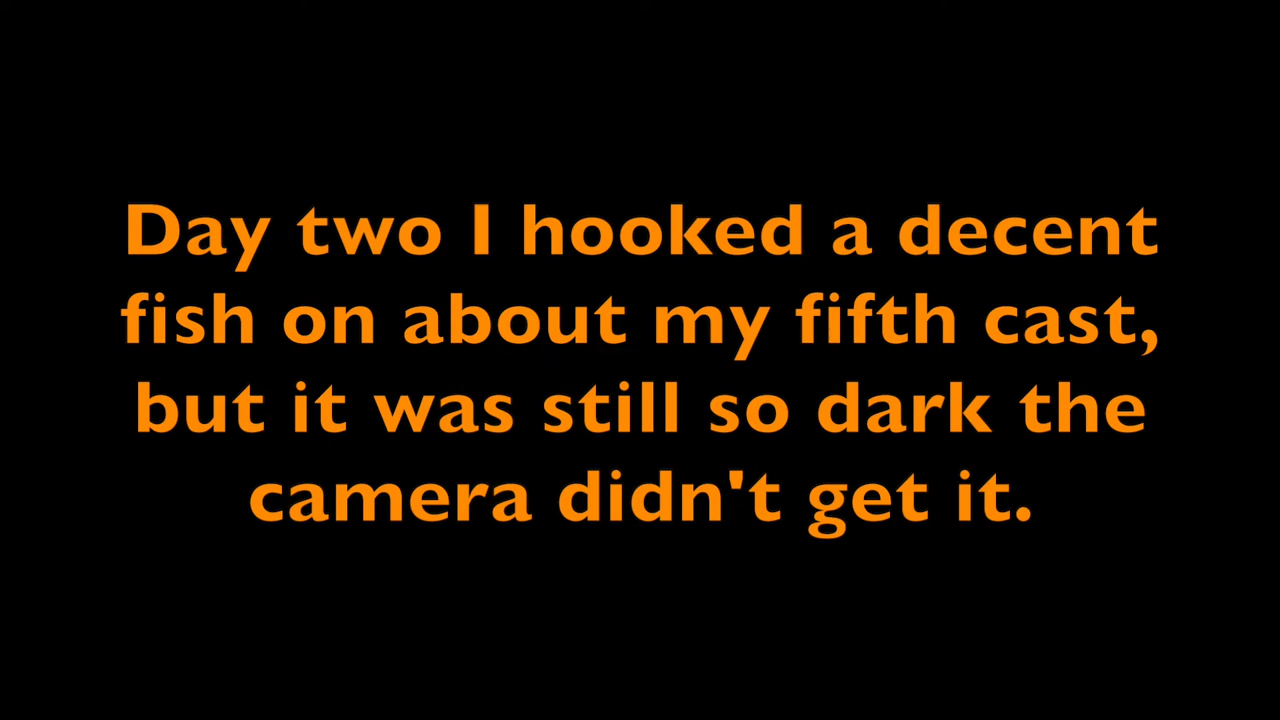 Day two I hooked a decent
fish on about my fifth cast,
but it was still so dark the
camera didn't get it.